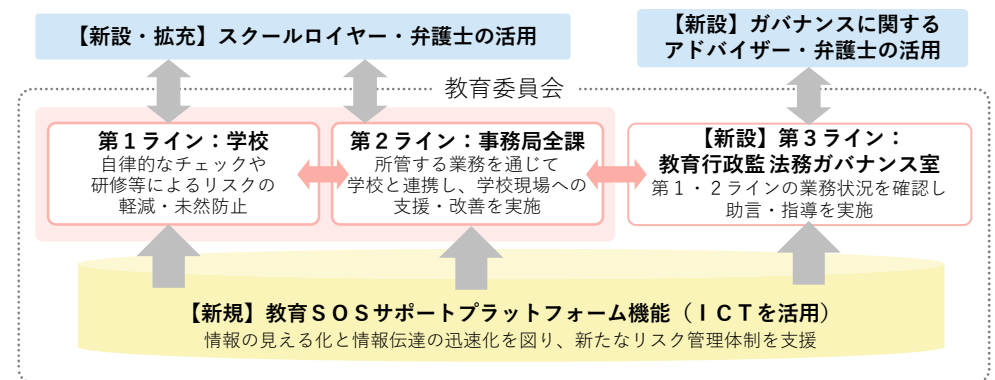 【新設・拡充】スクールロイヤー・弁護士の活用
【新設】ガバナンスに関する
アドバイザー・弁護士の活用
教育委員会
第１ライン：学校
自律的なチェックや
研修等によるリスクの
軽減・未然防止
第２ライン：事務局全課
所管する業務を通じて
学校と連携し、学校現場への
支援・改善を実施
【新設】第３ライン：
教育行政監 法務ガバナンス室
第１・２ラインの業務状況を確認し
助言・指導を実施
【新規】教育ＳＯＳサポートプラットフォーム機能（ＩＣＴを活用）
情報の見える化と情報伝達の迅速化を図り、新たなリスク管理体制を支援